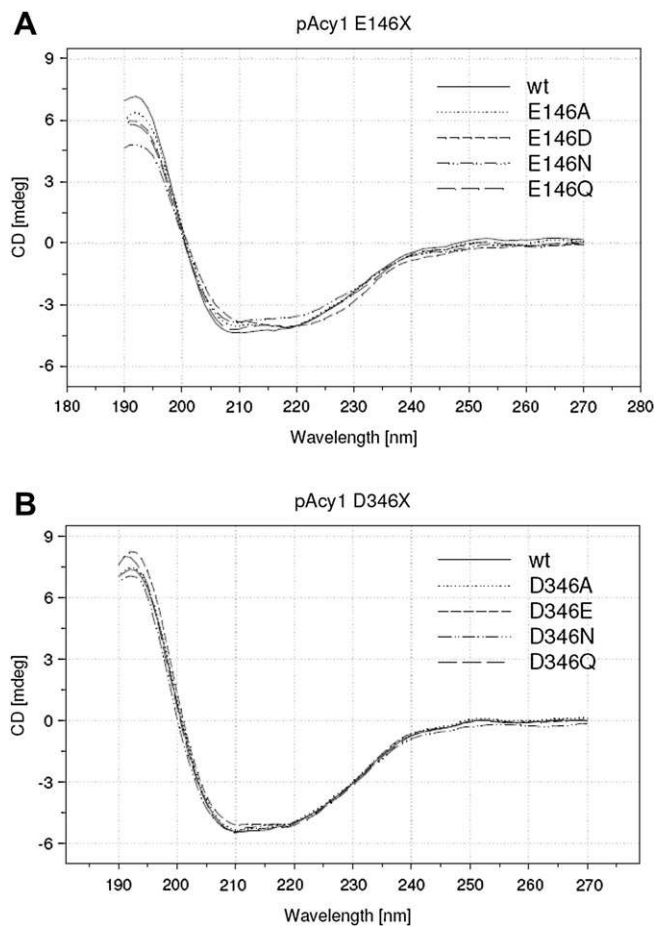 A
pAcy1 E146X
9
6
3
0
-3
-6
CD [mdeg]
wt
E146A
E146D
E146N
E146Q
180 190 200 210 220 230 240 250 260 270 280
Wavelength [nm]
B
pAcy1 D346X
9
6
3
0
-3
-6
CD [mdeg]
wt
D346A
D346E
D346N
D346Q
190 200 210 220 230 240 250 260 270
Wavelength [nm]